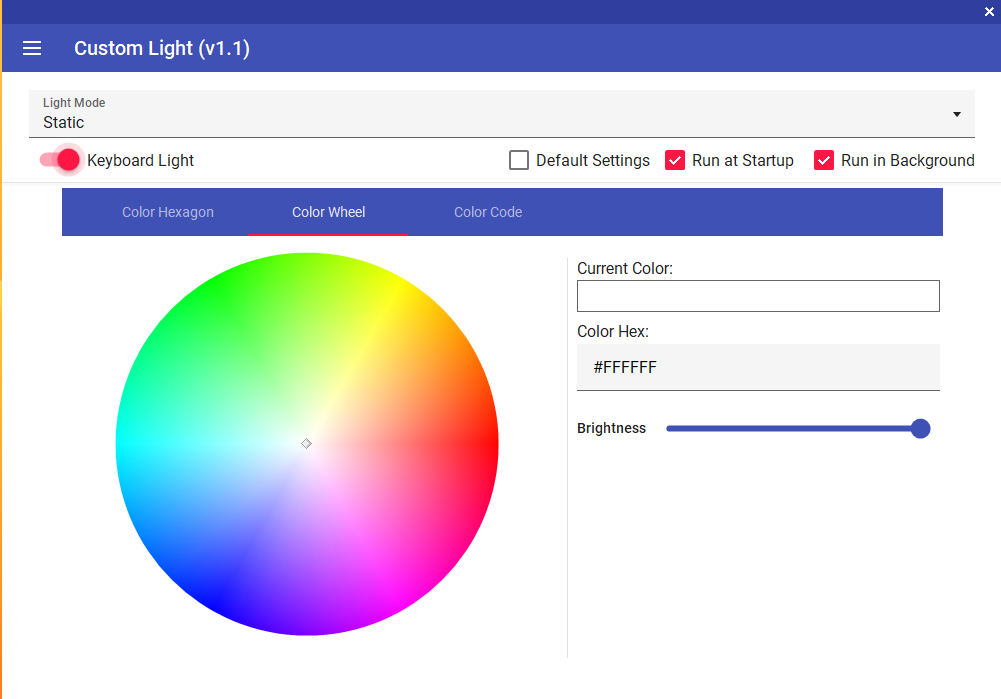 Custom Light (v1.1)
Light Mode
Static
Keyboard Light
Default Settings
Run at Startup
Run in Background
Color Hexagon
Color Wheel
Color Code
Current Color:
Color Hex:
#FFFFFF
Brightness